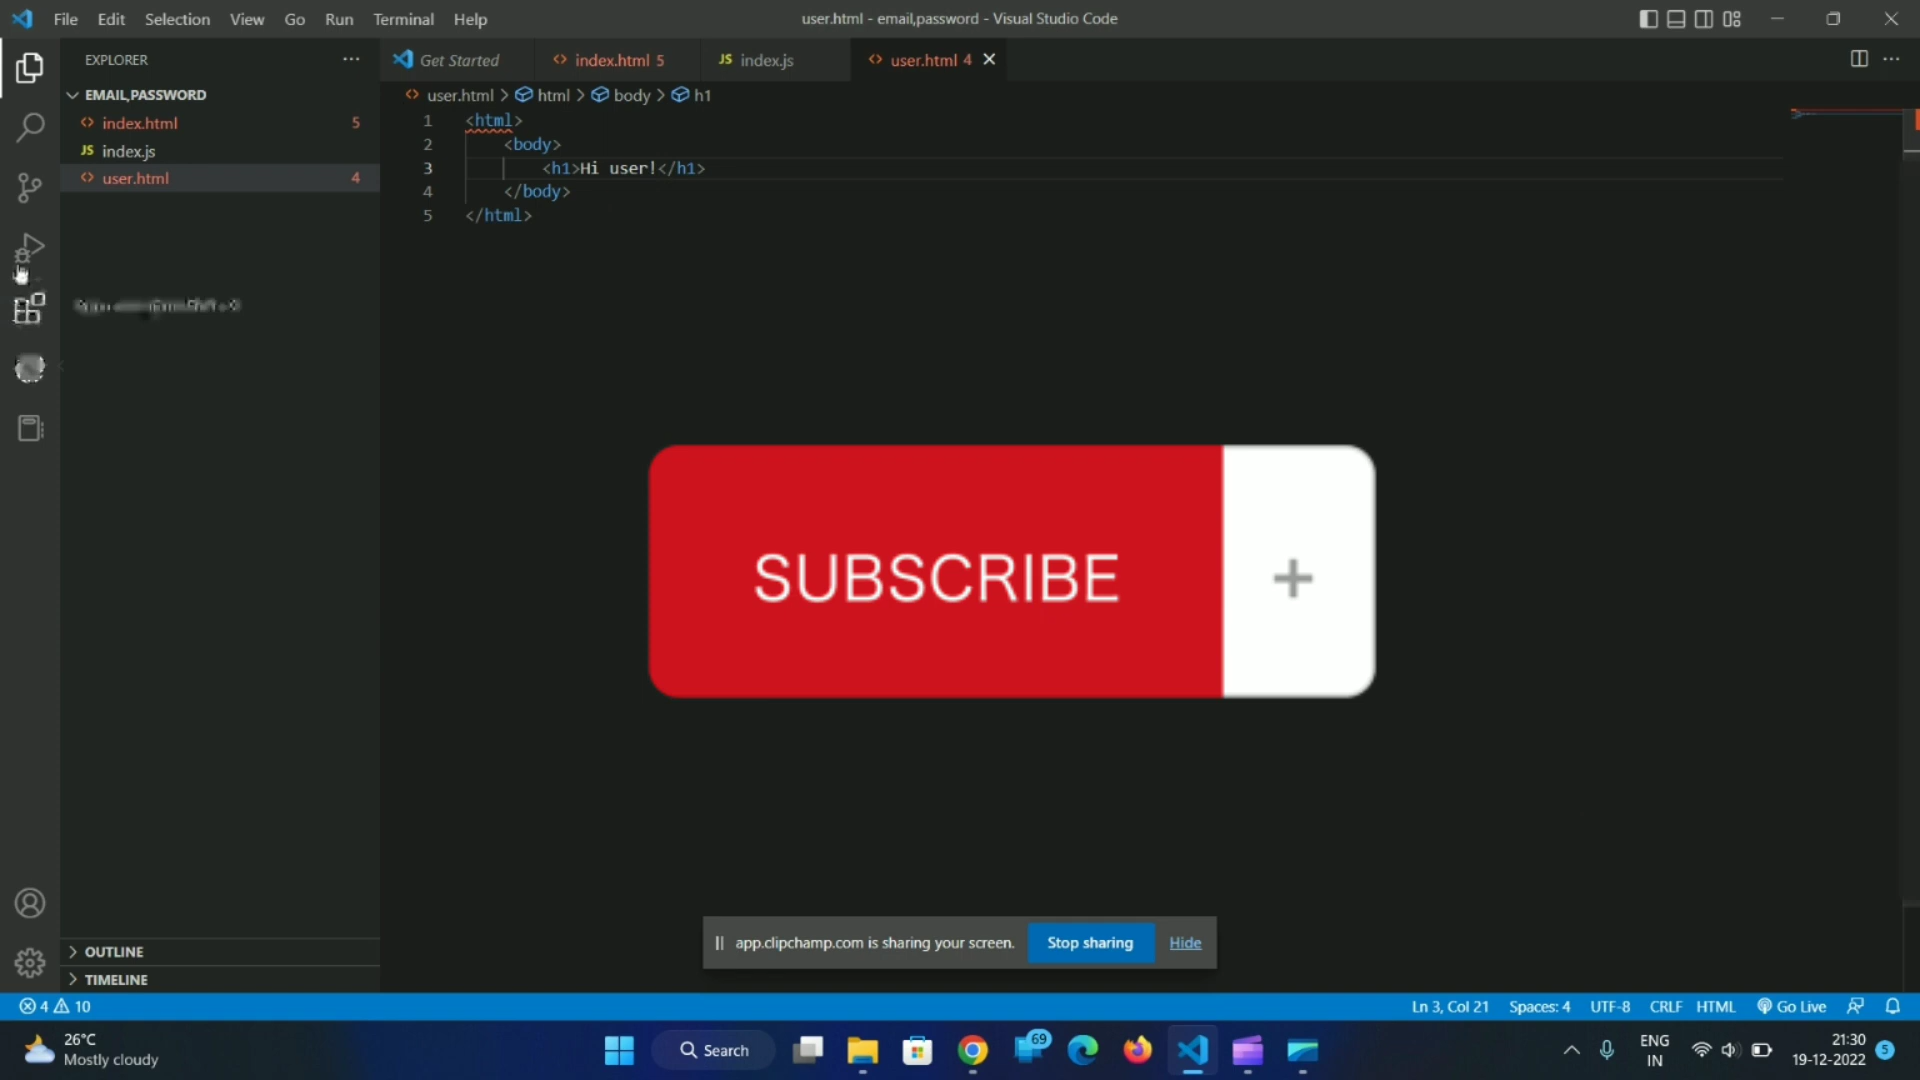 File Edit Selection View Go Run Terminal Help
user.html - email,password - Visual Studio Code
EXPLORER
Get Started
index.html 5
JS index.js
user.html 4
EMAIL,PASSWORD
index.html 5
JS index.js
user.html 4
user.html > html > body > h1
1 <html>
2 <body>
3 <h1>Hi user!</h1>
4 </body>
5 </html>
SUBSCRIBE
app.clipchamp.com is sharing your screen.
Stop sharing
Hide
OUTLINE
TIMELINE
4 10
Ln 3, Col 21 Spaces: 4 UTF-8 CRLF HTML Go Live
26°C
Mostly cloudy
Search
69
ENG
IN
21:30
19-12-2022
5